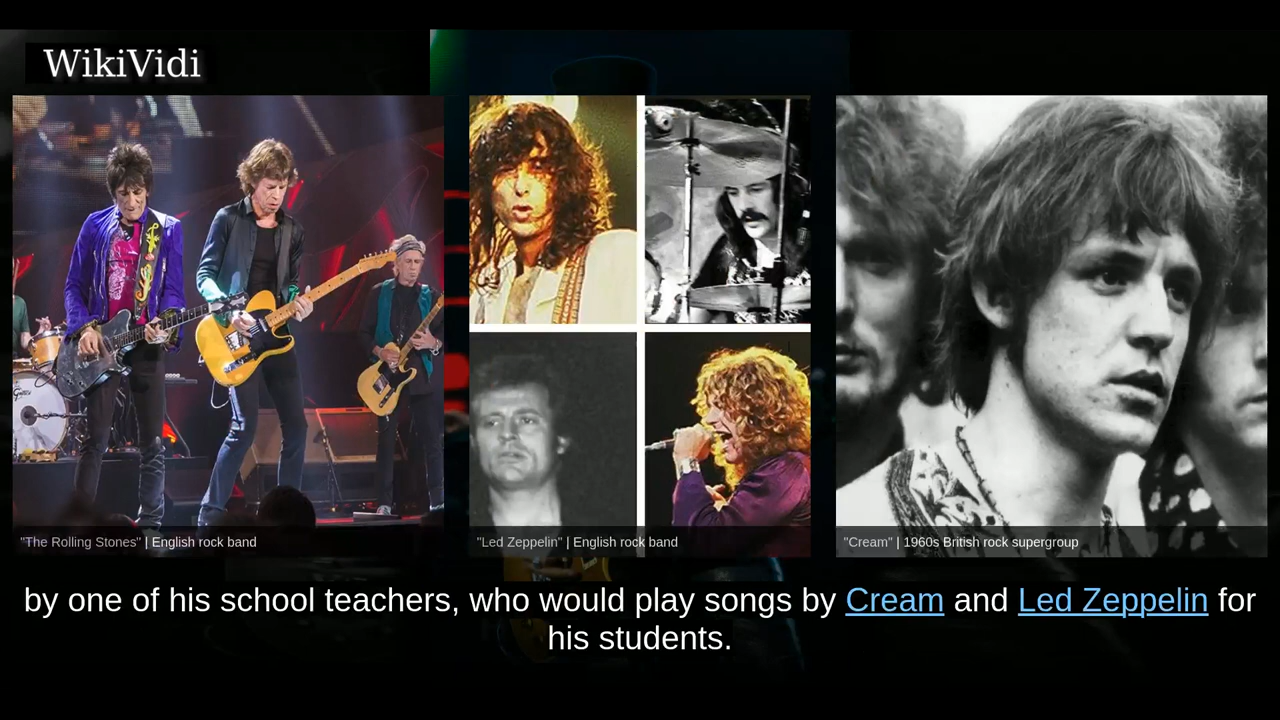 WikiVidi
"The Rolling Stones" | English rock band
"Led Zeppelin" | English rock band
"Cream" | 1960s British rock supergroup
by one of his school teachers, who would play songs by Cream and Led Zeppelin for
his students.